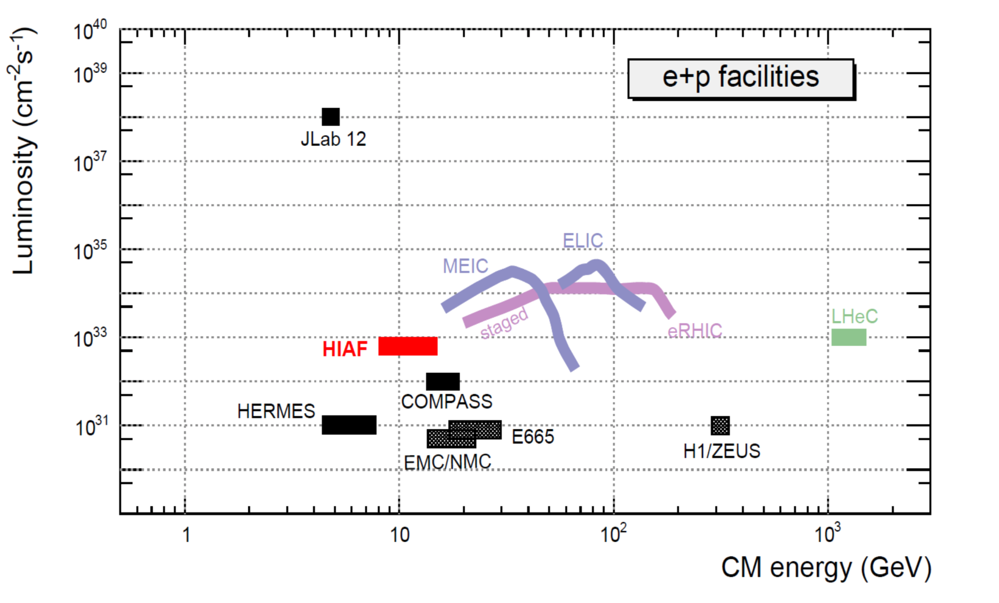 Luminosity (cm⁻²s⁻¹)
10⁴⁰
10³⁹
10³⁷
10³⁵
10³³
10³¹
e+p facilities
JLab 12
ELIC
MEIC
staged
eRHIC
LHeC
HIAF
COMPASS
HERMES
E665
EMC/NMC
H1/ZEUS
1
10
10²
10³
CM energy (GeV)